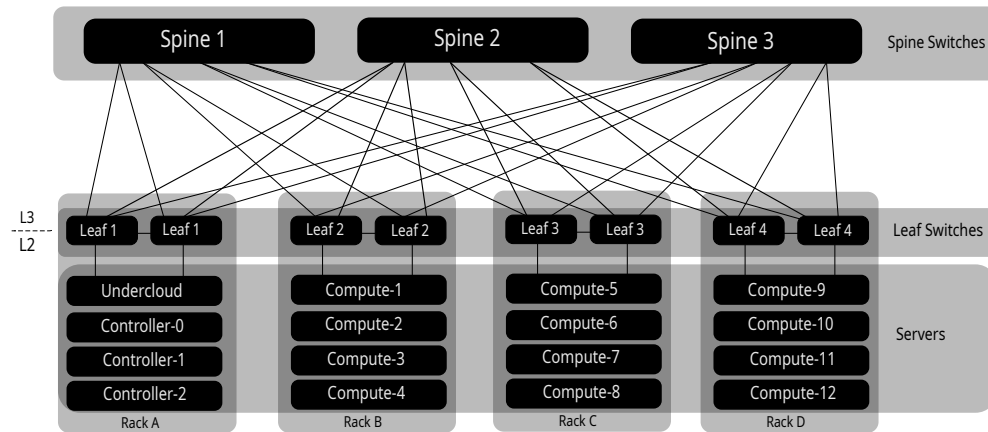 Spine 1
Spine 2
Spine 3
Spine Switches
L3
L2
Leaf 1
Leaf 1
Leaf 2
Leaf 2
Leaf 3
Leaf 3
Leaf 4
Leaf 4
Leaf Switches
Undercloud
Controller-0
Controller-1
Controller-2
Compute-1
Compute-2
Compute-3
Compute-4
Compute-5
Compute-6
Compute-7
Compute-8
Compute-9
Compute-10
Compute-11
Compute-12
Servers
Rack A
Rack B
Rack C
Rack D